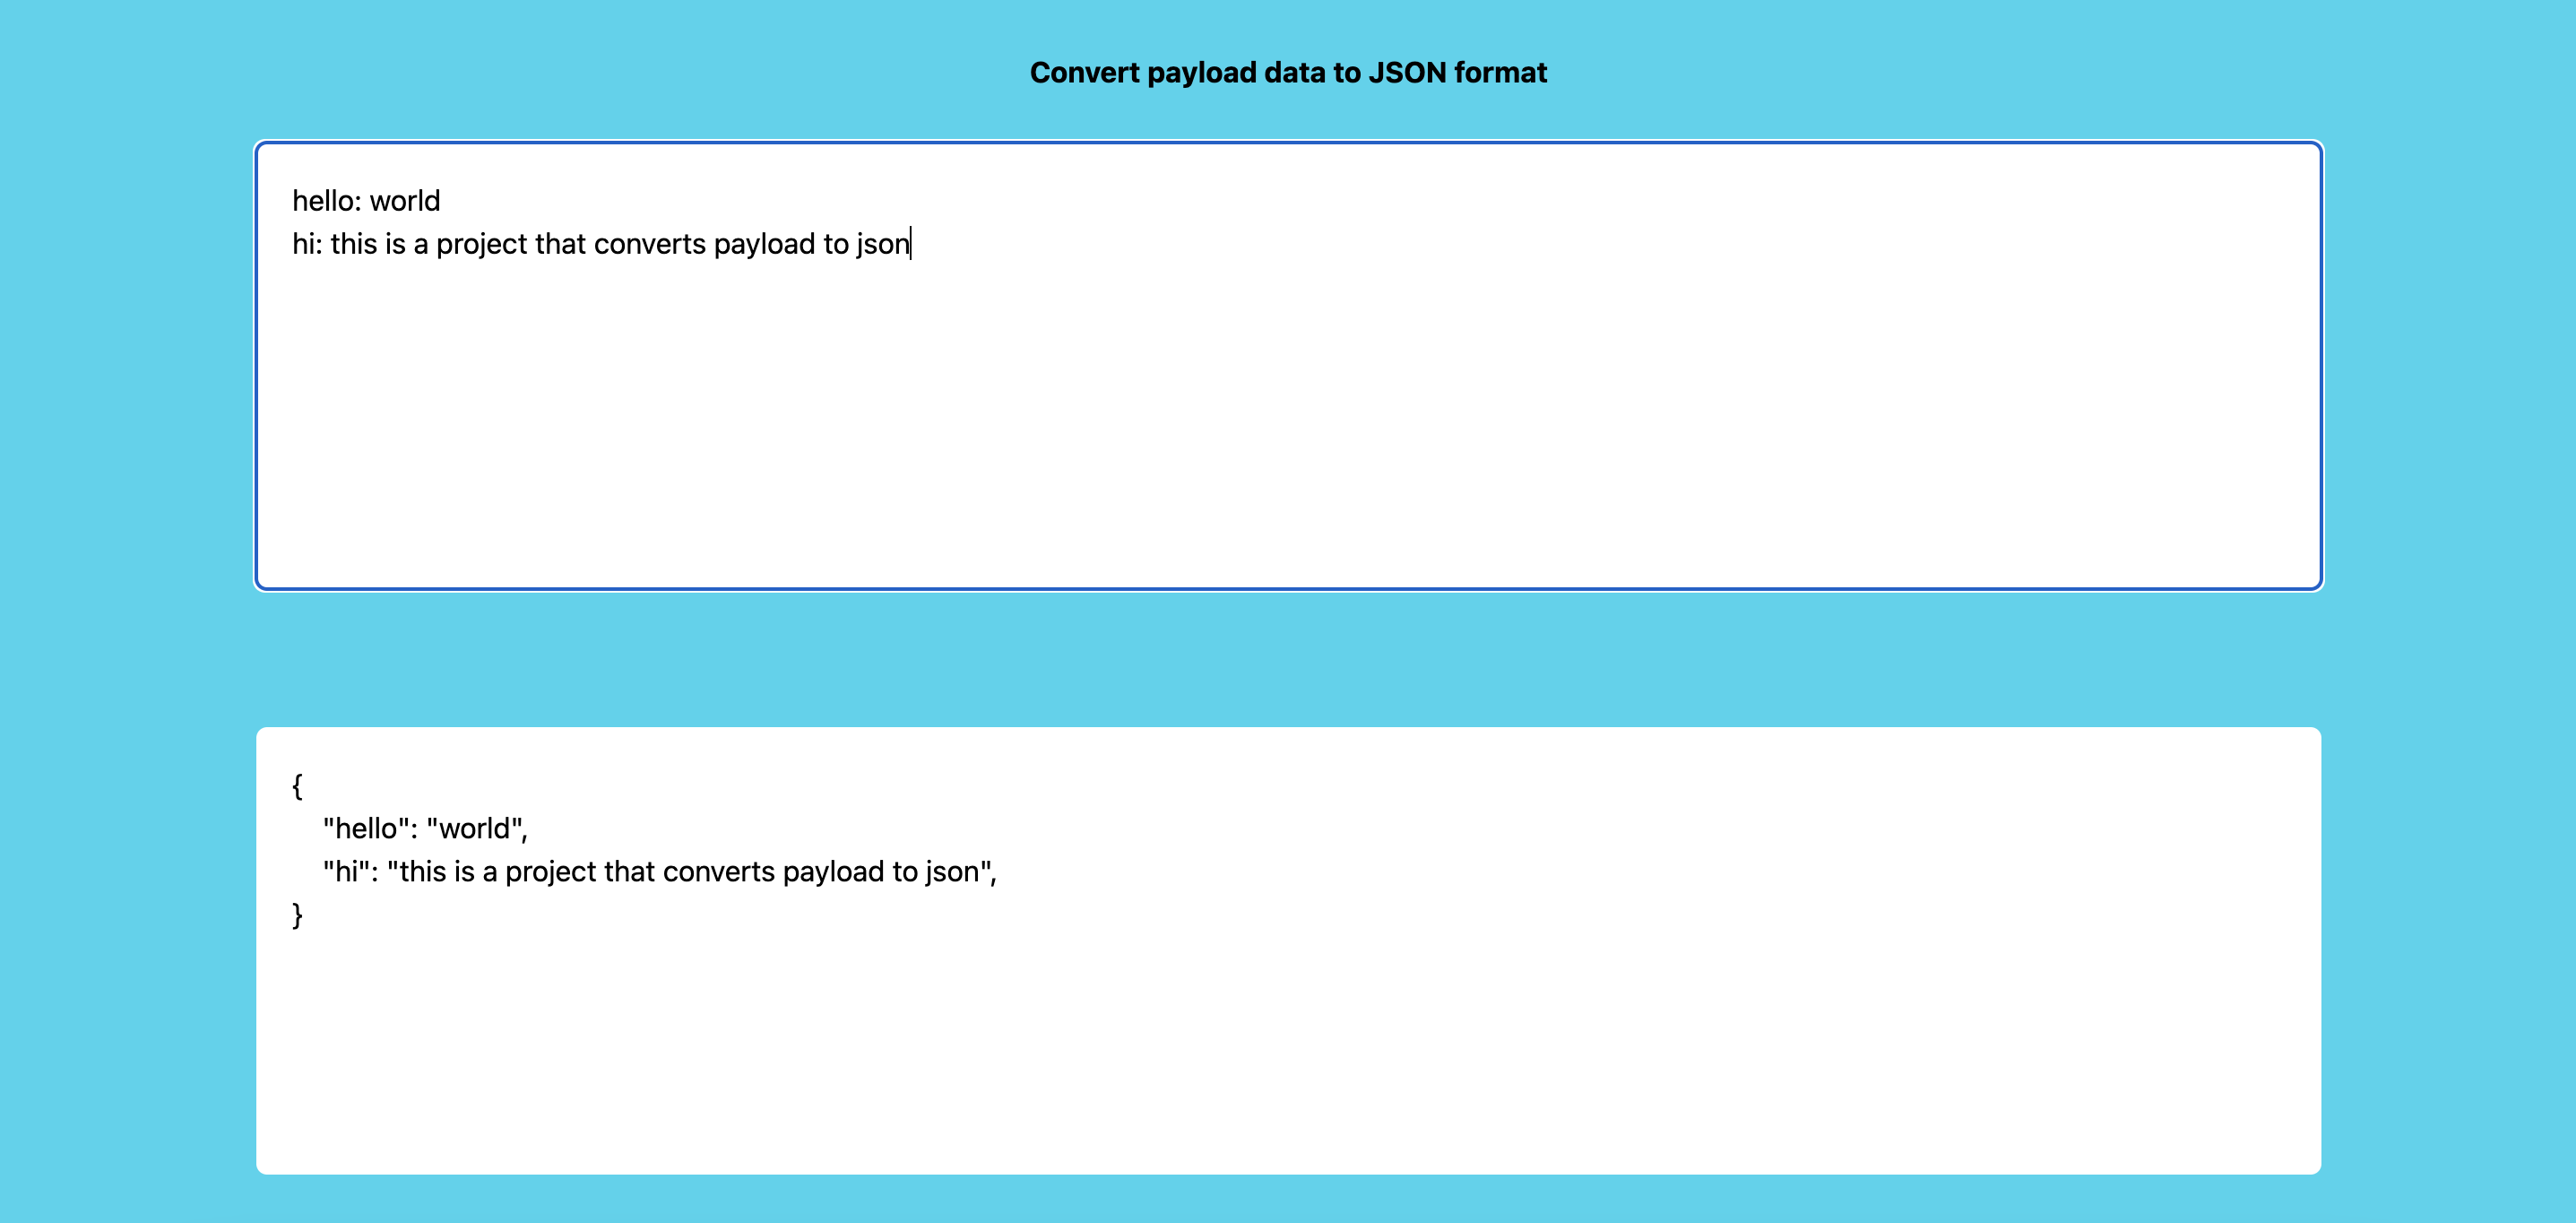 Convert payload data to JSON format
hello: world
hi: this is a project that converts payload to json
{
    "hello": "world",
    "hi": "this is a project that converts payload to json",
}